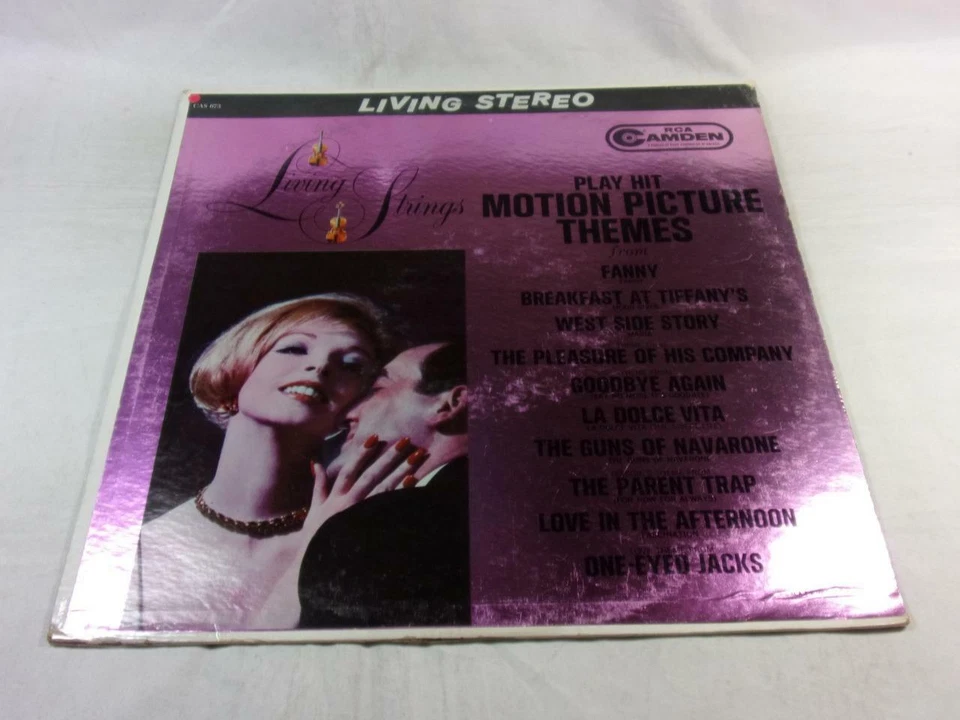 LIVING STEREO
RCA
CAMDEN
Living Strings
PLAY HIT
MOTION PICTURE
THEMES
from
FANNY
BREAKFAST AT TIFFANY'S
WEST SIDE STORY
THE PLEASURE OF HIS COMPANY
GOODBYE AGAIN
LA DOLCE VITA
THE GUNS OF NAVARONE
THE PARENT TRAP
LOVE IN THE AFTERNOON
ONE-EYED JACKS